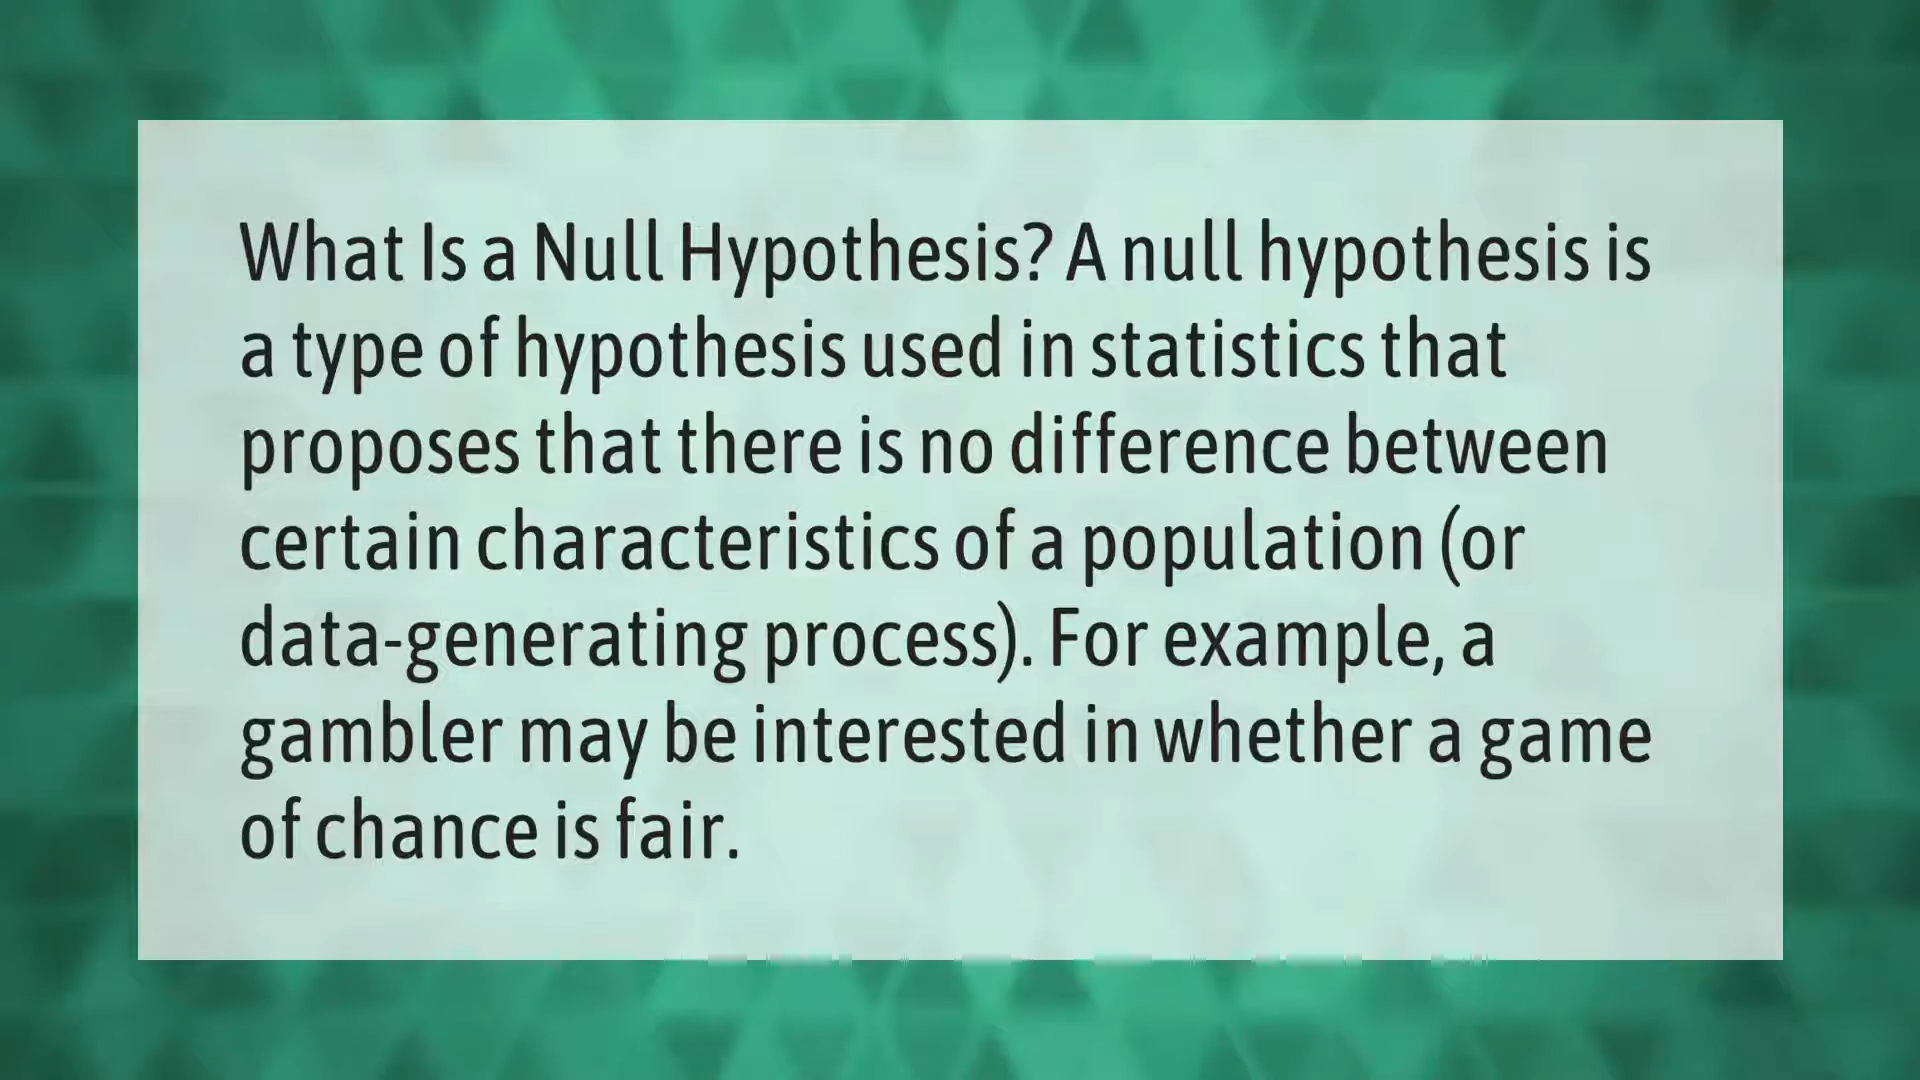 What Is a Null Hypothesis? A null hypothesis is
a type of hypothesis used in statistics that
proposes that there is no difference between
certain characteristics of a population (or
data-generating process). For example, a
gambler may be interested in whether a game
of chance is fair.